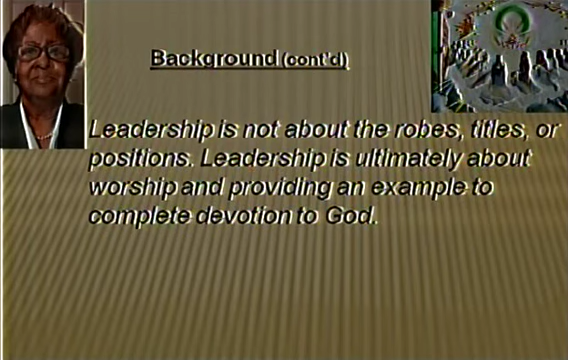 Background (cont'd)
Leadership is not about the robes, titles, or
positions. Leadership is ultimately about
worship and providing an example to
complete devotion to God.